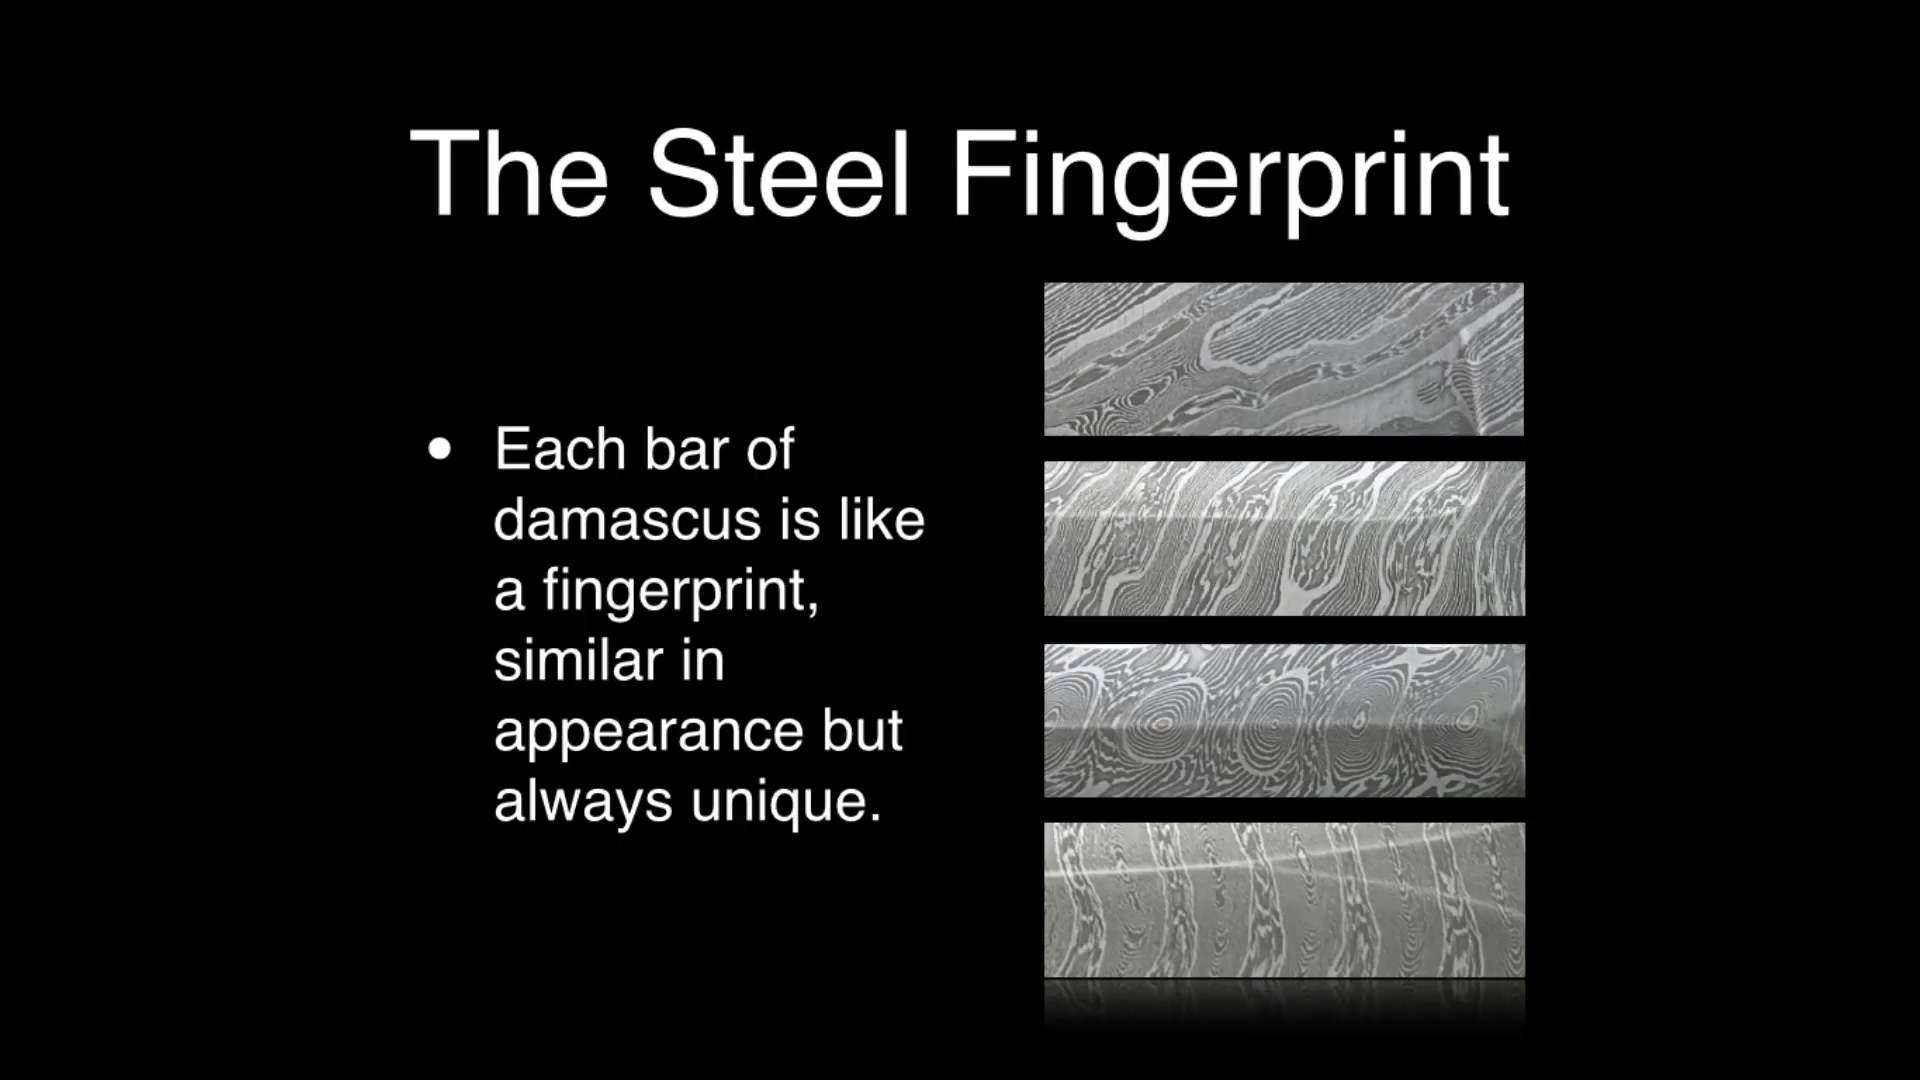 The Steel Fingerprint
• Each bar of
damascus is like
a fingerprint,
similar in
appearance but
always unique.